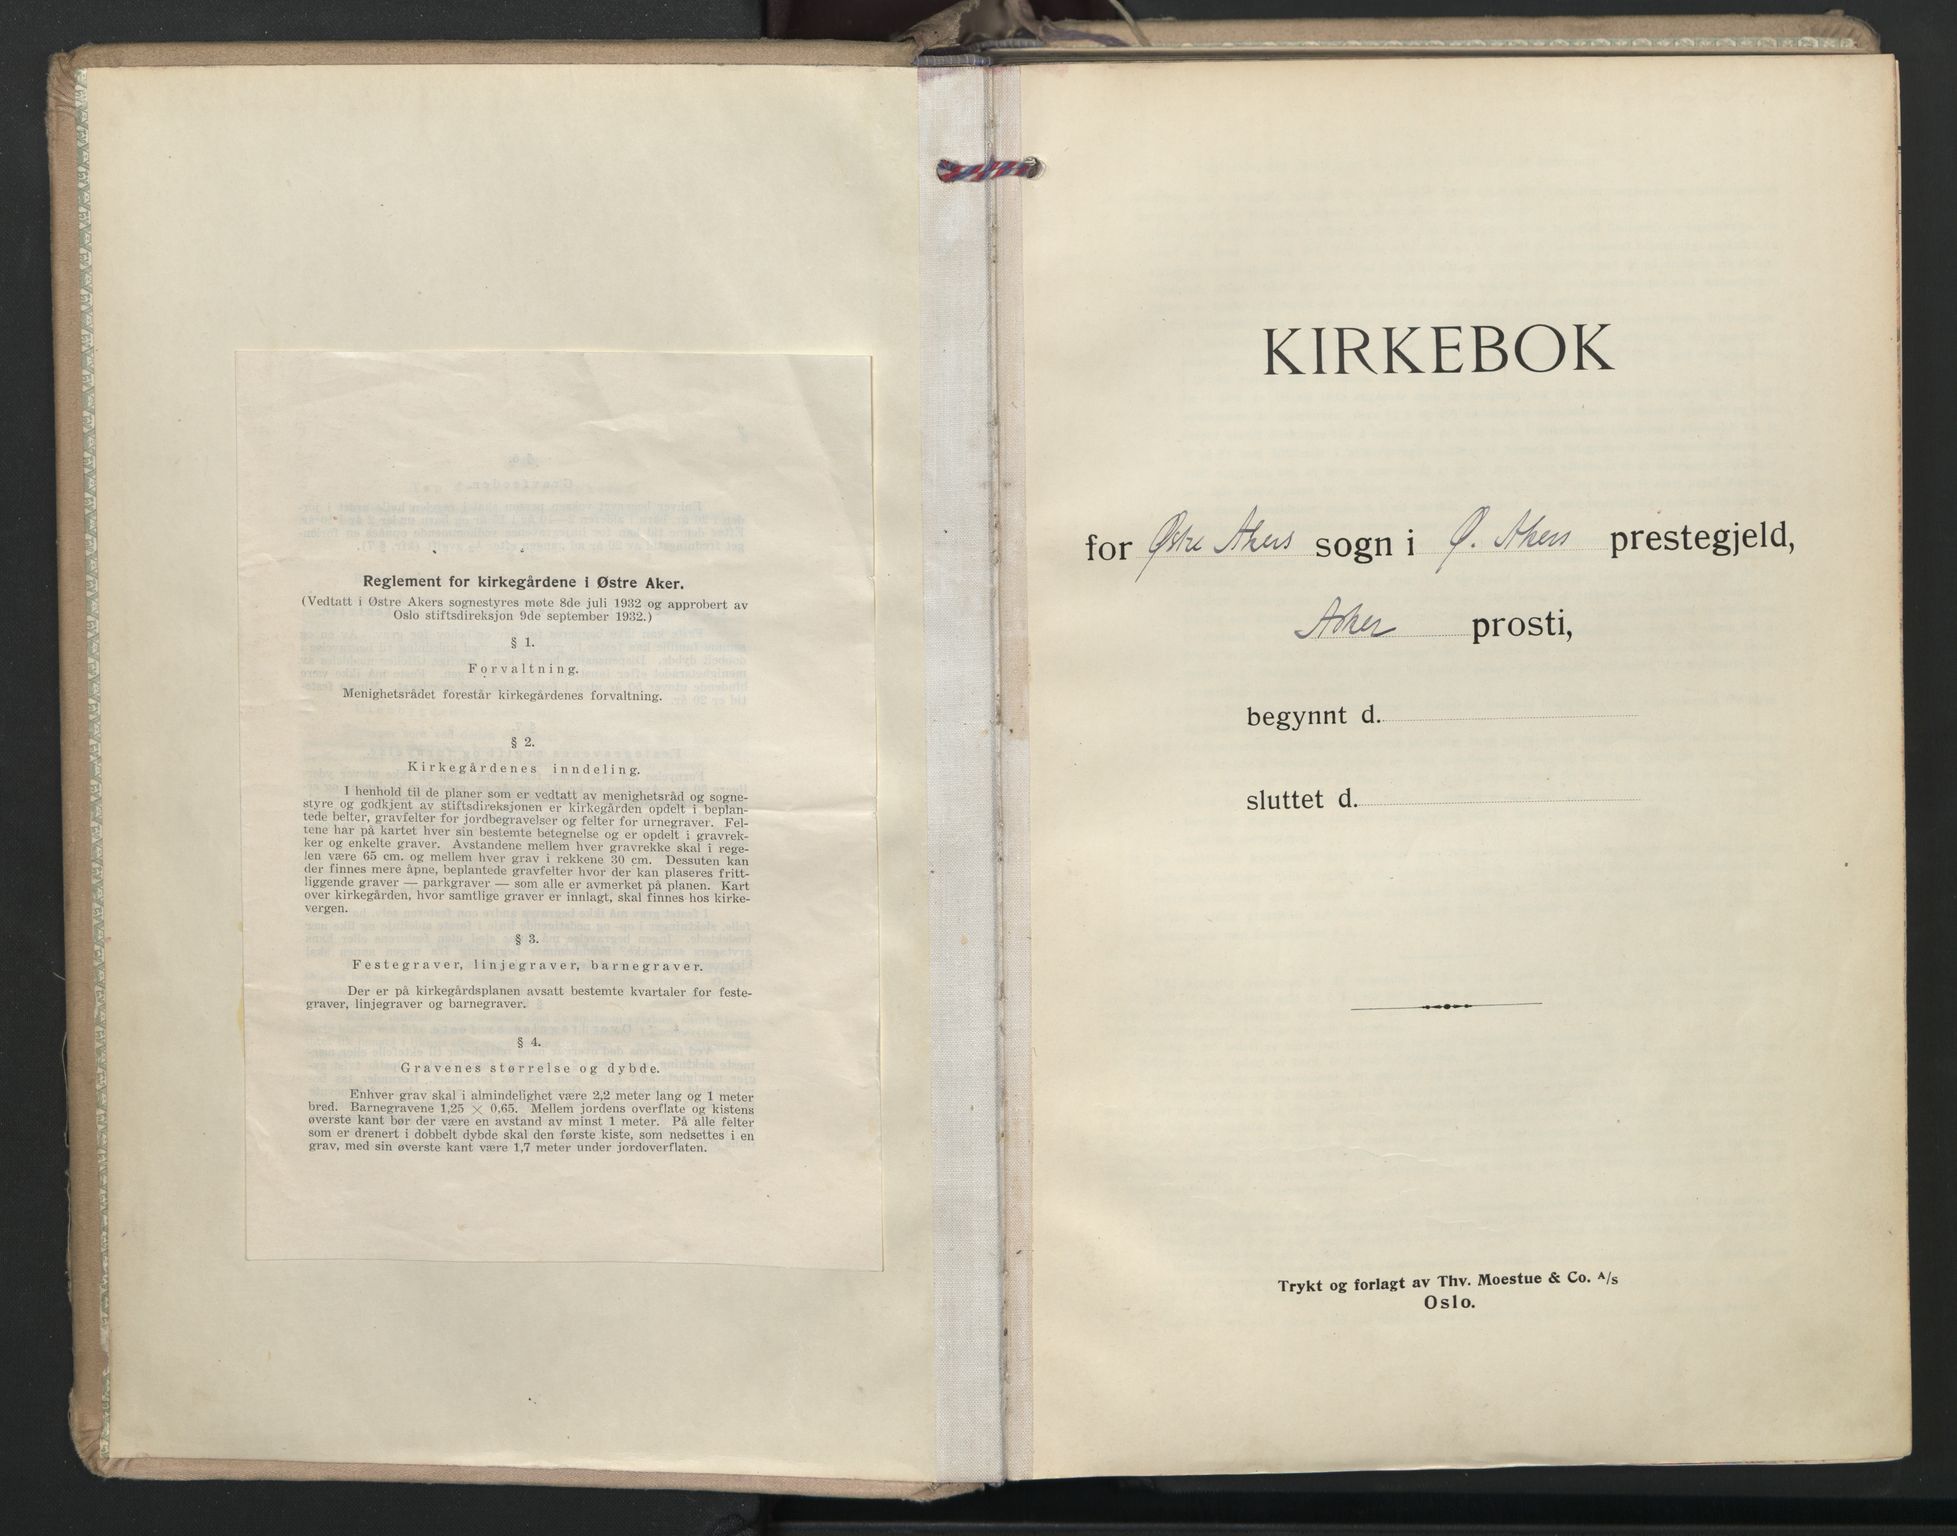 Reglement for kirkegårdene i Østre Aker.
(Vedtatt i Østre Akers sognestyres møte 8de juli 1932 og approbert av
Oslo stiftsdireksjon 9de september 1932.)
§ 1.
Forvaltning.
Menighetsrådet forestår kirkegårdenes forvaltning.
§ 2.
Kirkegårdenes inndeling.
I henhold til de planer som er vedtatt av menighetsråd og sogne-
styre og godkjent av stiftsdireksjonen er kirkegården opdelt i beplan-
tede belter, gravfelter for jordbegravelser og felter for urnegraver. Fel-
tene har på kartet hver sin bestemte betegnelse og er opdelt i gravrek-
ker og enkelte graver. Avstandene mellem hver gravrekke skal i rege-
len være 65 cm. og mellem hver grav i rekkene 30 cm. Dessuten kan
der finnes mere åpne, beplantede gravfelter hvor der kan plaseres fritt-
liggende graver — parkgraver — som alle er avmerket på planen. Kart
over kirkegården, hvor samtlige graver er innlagt, skal finnes hos kirke-
vergen.
§ 3.
Festegraver, linjegraver, barnegraver.
Der er på kirkegårdsplanen avsatt bestemte kvartaler for feste-
graver, linjegraver og barnegraver.
§ 4.
Gravenes størrelse og dybde.
Enhver grav skal i almindelighet være 2,2 meter lang og 1 meter
bred. Barnegravene 1,25 × 0,65. Mellem jordens overflate og kistens
øverste kant bør der være en avstand av minst 1 meter. På alle felter
som er drenert i dobbelt dybde skal den første kiste, som nedsettes i en
grav, med sin øverste kant være 1,7 meter under jordoverflaten.
KIRKEBOK
for Østre Akers sogn i Ø. Akers prestegjeld,
Aker prosti,
begynnt d.
sluttet d.
Trykt og forlagt av Thv. Moestue & Co. A/s
Oslo.